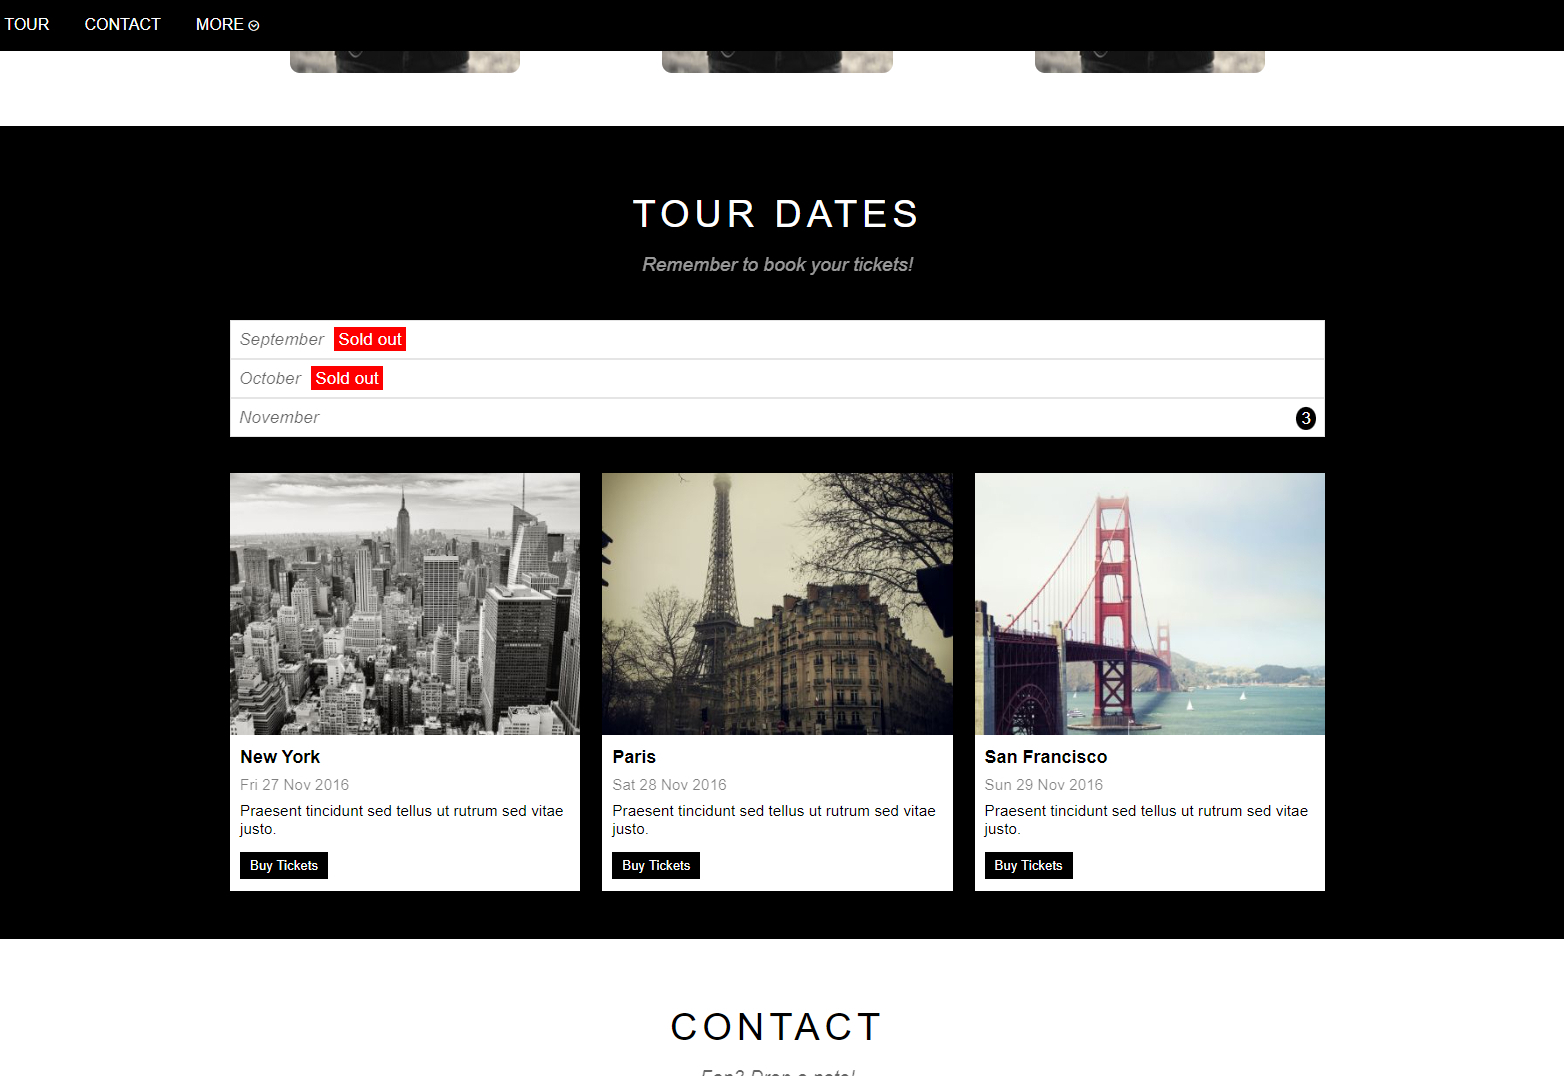 TOUR CONTACT MORE
TOUR DATES
Remember to book your tickets!
September Sold out
October Sold out
November 3
New York
Fri 27 Nov 2016
Praesent tincidunt sed tellus ut rutrum sed vitae
justo.
Buy Tickets
Paris
Sat 28 Nov 2016
Praesent tincidunt sed tellus ut rutrum sed vitae
justo.
Buy Tickets
San Francisco
Sun 29 Nov 2016
Praesent tincidunt sed tellus ut rutrum sed vitae
justo.
Buy Tickets
CONTACT
Fan? Drop a note!